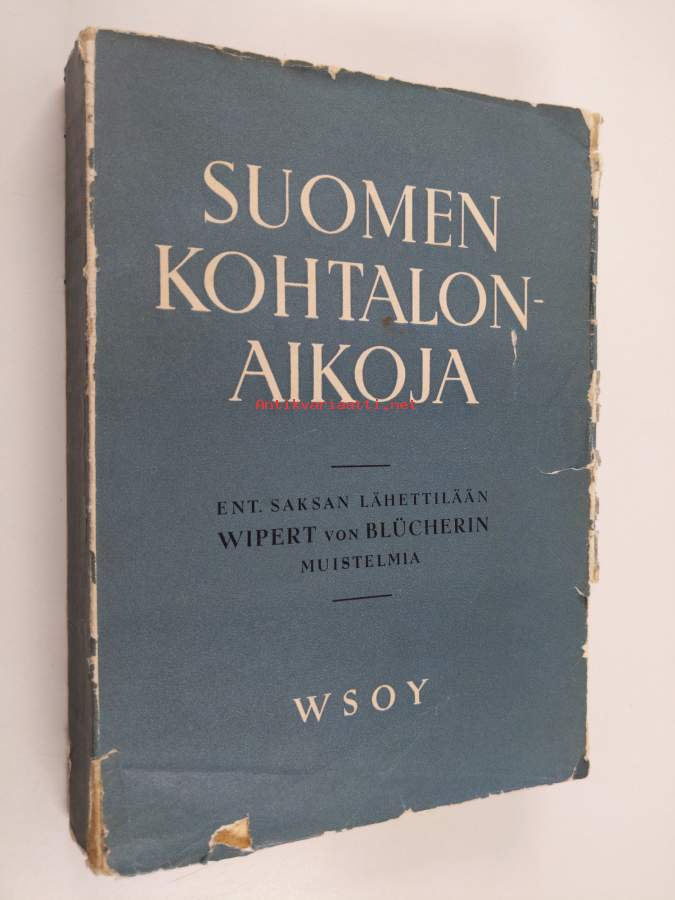 SUOMEN
KOHTALON-
AIKOJA
Antikvariaatti.net
ENT. SAKSAN LÄHETTILÄÄN
WIPERT VON BLÜCHERIN
MUISTELMIA
WSOY